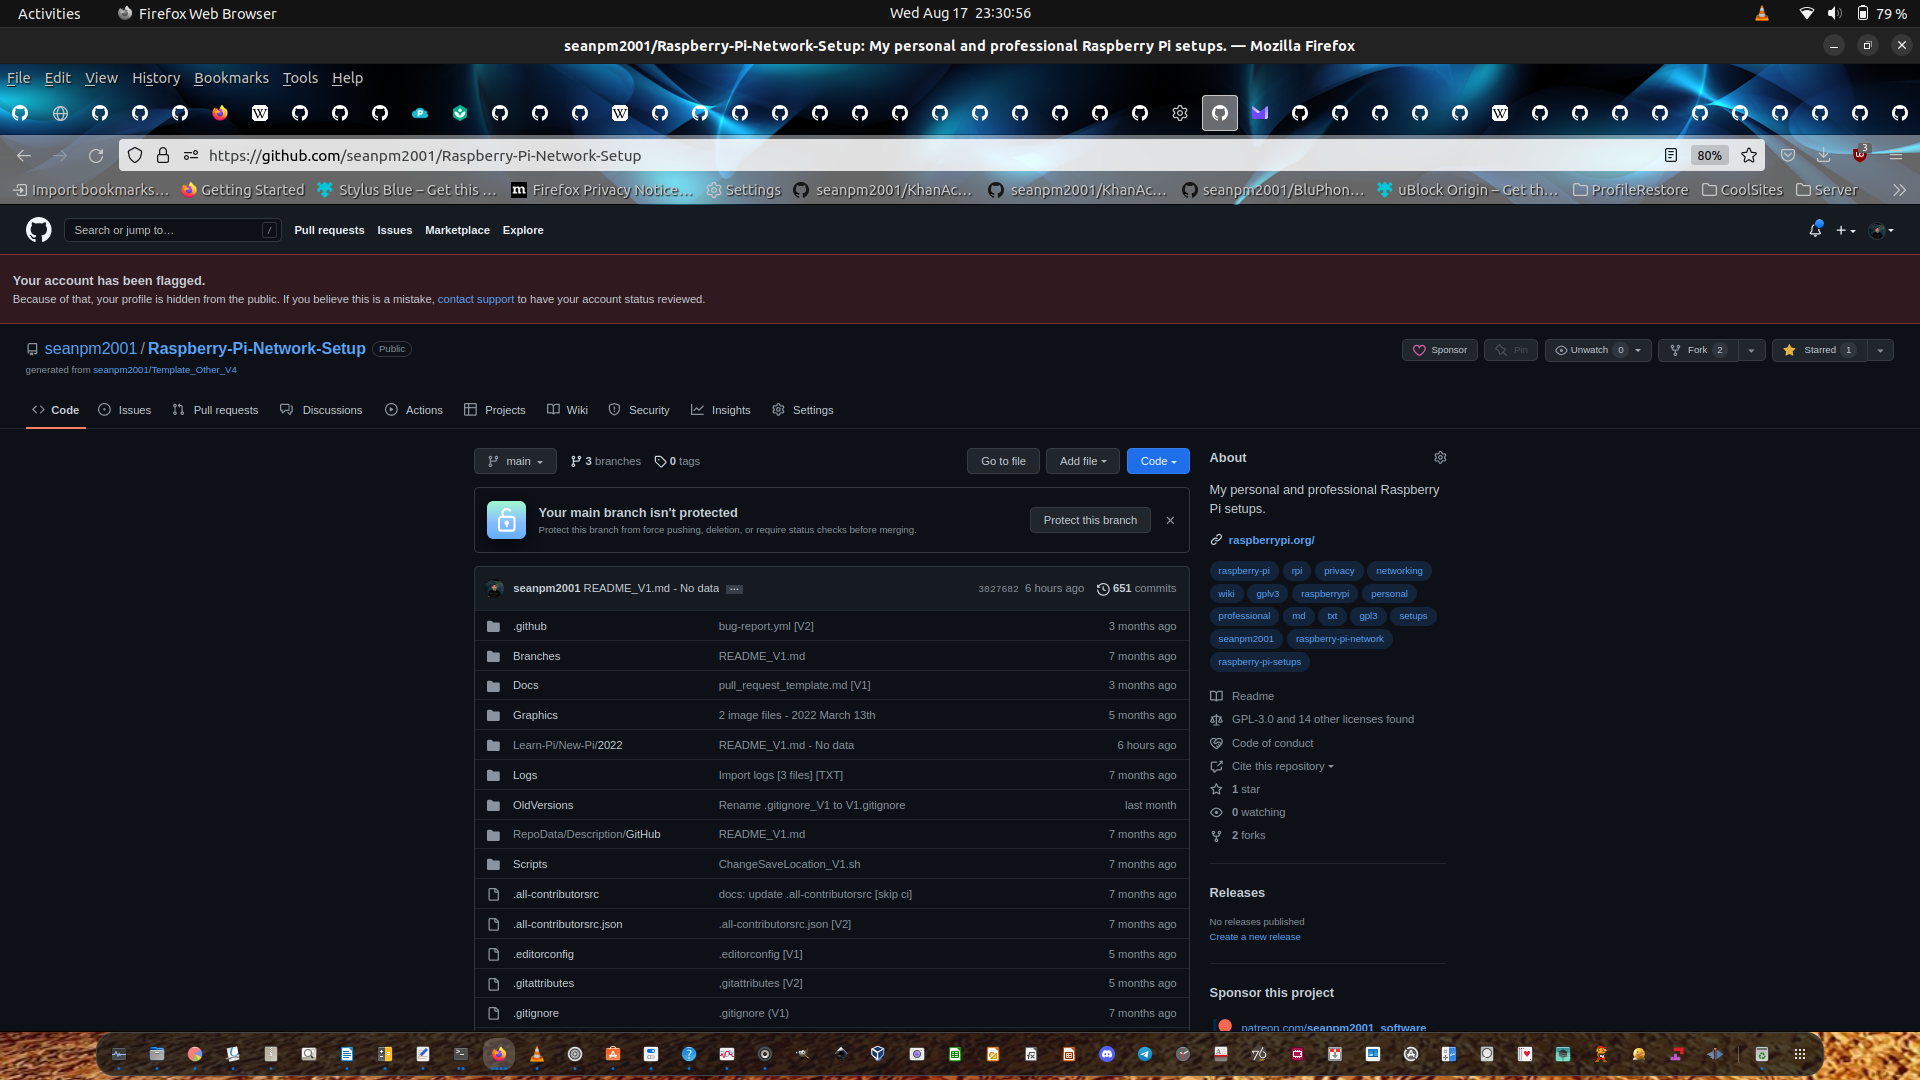 Activities Firefox Web Browser Wed Aug 17 23:30:56 79 %
seanpm2001/Raspberry-Pi-Network-Setup: My personal and professional Raspberry Pi setups. — Mozilla Firefox
File Edit View History Bookmarks Tools Help
https://github.com/seanpm2001/Raspberry-Pi-Network-Setup 80% 3
Import bookmarks... Getting Started Stylus Blue – Get this ... Firefox Privacy Notice... Settings seanpm2001/KhanAc... seanpm2001/KhanAc... seanpm2001/BluPhon... uBlock Origin – Get th... ProfileRestore CoolSites Server
Search or jump to... / Pull requests Issues Marketplace Explore
Your account has been flagged.
Because of that, your profile is hidden from the public. If you believe this is a mistake, contact support to have your account status reviewed.
seanpm2001 / Raspberry-Pi-Network-Setup Public Sponsor Pin Unwatch 0 Fork 2 Starred 1
generated from seanpm2001/Template_Other_V4
Code Issues Pull requests Discussions Actions Projects Wiki Security Insights Settings
main 3 branches 0 tags Go to file Add file Code
Your main branch isn't protected
Protect this branch from force pushing, deletion, or require status checks before merging.
Protect this branch
seanpm2001 README_V1.md - No data ... 3027682 6 hours ago 651 commits
.github bug-report.yml [V2] 3 months ago
Branches README_V1.md 7 months ago
Docs pull_request_template.md [V1] 3 months ago
Graphics 2 image files - 2022 March 13th 5 months ago
Learn-Pi/New-Pi/2022 README_V1.md - No data 6 hours ago
Logs Import logs [3 files] [TXT] 7 months ago
OldVersions Rename .gitignore_V1 to V1.gitignore last month
RepoData/Description/GitHub README_V1.md 7 months ago
Scripts ChangeSaveLocation_V1.sh 7 months ago
.all-contributorsrc docs: update .all-contributorsrc [skip ci] 7 months ago
.all-contributorsrc.json .all-contributorsrc.json [V2] 7 months ago
.editorconfig .editorconfig [V1] 5 months ago
.gitattributes .gitattributes [V2] 5 months ago
.gitignore .gitignore (V1) 7 months ago
About
My personal and professional Raspberry
Pi setups.
raspberrypi.org/
raspberry-pi rpi privacy networking
wiki gplv3 raspberrypi personal
professional md txt gpl3 setups
seanpm2001 raspberry-pi-network
raspberry-pi-setups
Readme
GPL-3.0 and 14 other licenses found
Code of conduct
Cite this repository
1 star
0 watching
2 forks
Releases
No releases published
Create a new release
Sponsor this project
patreon.com/seanpm2001_software